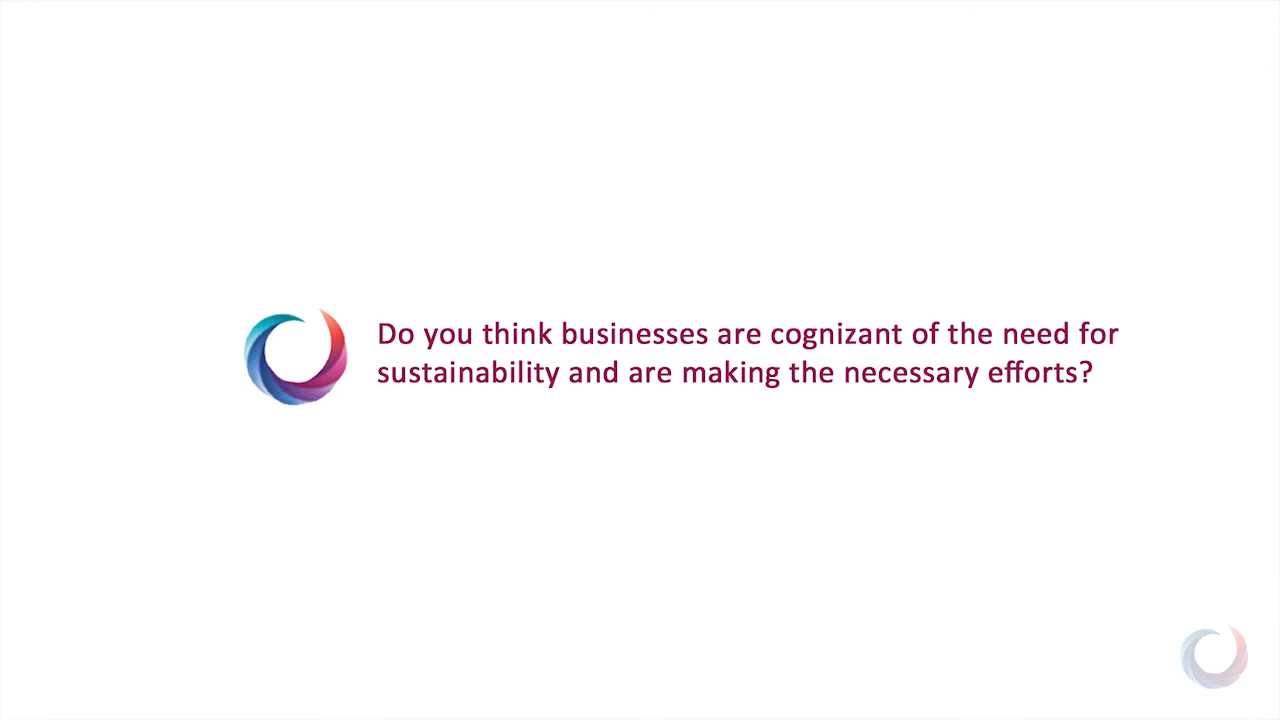 Do you think businesses are cognizant of the need for
sustainability and are making the necessary efforts?